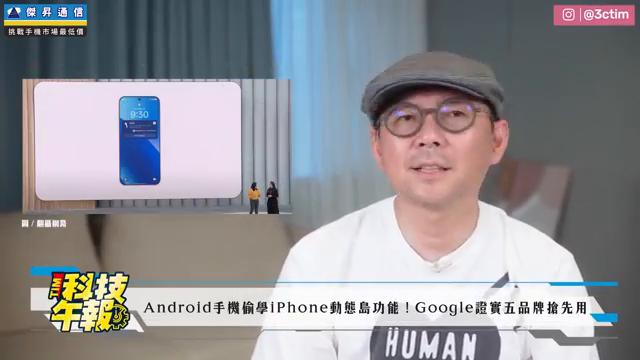 傑昇通信
挑戰手機市場最低價
@3ctim
9:30
圖/翻攝網路
科技
午報
Android手機偷學iPhone動態島功能！Google證實五品牌搶先用
HUMAN